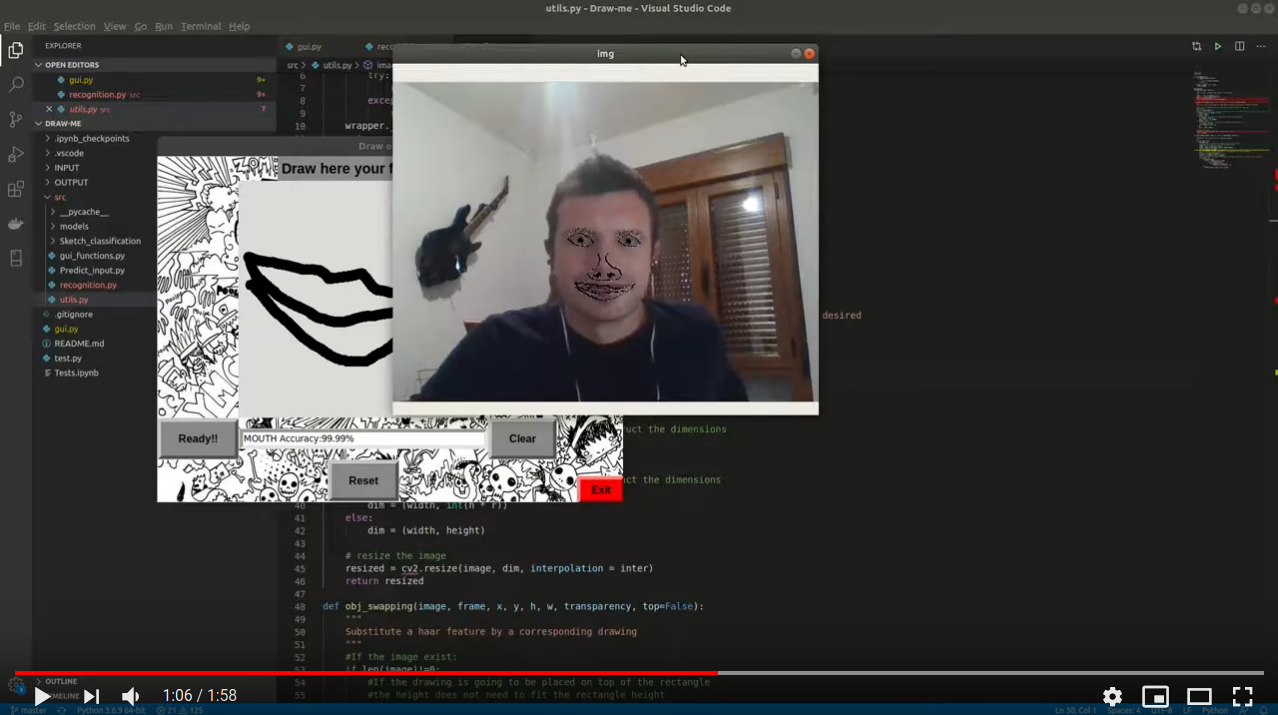 utils.py - Draw-me - Visual Studio Code
File Edit Selection View Go Run Terminal Help
EXPLORER
OPEN EDITORS
gui.py 9+
recognition.py src 9+
utils.py src 7
DRAW-ME
.ipynb_checkpoints
.vscode
INPUT
OUTPUT
src
__pycache__
models
Sketch_classification
gui_functions.py
Predict_input.py
recognition.py
utils.py
.gitignore
gui.py
README.md
test.py
Tests.ipynb
OUTLINE
gui.py
src > utils.py >
6 try:
7
8
9
10 wrapper.
img
Draw here your
Ready!!
MOUTH Accuracy:99.99%
Clear
Reset
Exit
desired
uct the dimensions
uct the dimensions
40 dim = (width, int(h * r))
41 else:
42 dim = (width, height)
43
44 # resize the image
45 resized = cv2.resize(image, dim, interpolation = inter)
46 return resized
47
48 def obj_swapping(image, frame, x, y, h, w, transparency, top=False):
49 """
50 Substitute a haar feature by a corresponding drawing
51 """
52 #If the image exist:
53 if len(image)!=0:
54 #If the drawing is going to be placed on top of the rectangle
55 #the height does not need to fit the rectangle height
1:06 / 1:58
master Python 3.6.9 64-bit 21 125 Ln 30, Col 1 Spaces: 4 UTF-8 LF Python